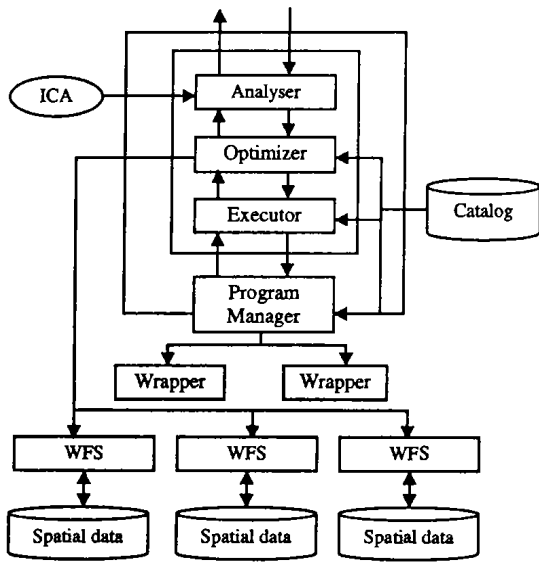 ICA
Analyser
Optimizer
Executor
Catalog
Program
Manager
Wrapper
Wrapper
WFS
WFS
WFS
Spatial data
Spatial data
Spatial data